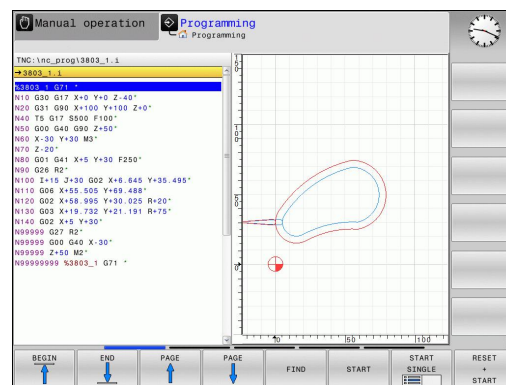 Manual operation
Programming
Programming
TNC:\nc_prog\3803_1.i
→3803_1.i
%3803_1 G71 *
N10 G30 G17 X+0 Y+0 Z-40*
N20 G31 G90 X+100 Y+100 Z+0*
N40 T5 G17 S500 F100*
N50 G00 G40 G90 Z+50*
N60 X-30 Y+30 M3*
N70 Z-20*
N80 G01 G41 X+5 Y+30 F250*
N90 G26 R2*
N100 I+15 J+30 G02 X+6.645 Y+35.495*
N110 G06 X+55.505 Y+69.488*
N120 G02 X+58.995 Y+30.025 R+20*
N130 G03 X+19.732 Y+21.191 R+75*
N140 G02 X+5 Y+30*
N99999 G27 R2*
N99999 G00 G40 X-30*
N99999 Z+50 M2*
N99999999 %3803_1 G71 *
150
100
50
0
0
50
100
BEGIN
END
PAGE
PAGE
FIND
START
START
SINGLE
RESET
+
START